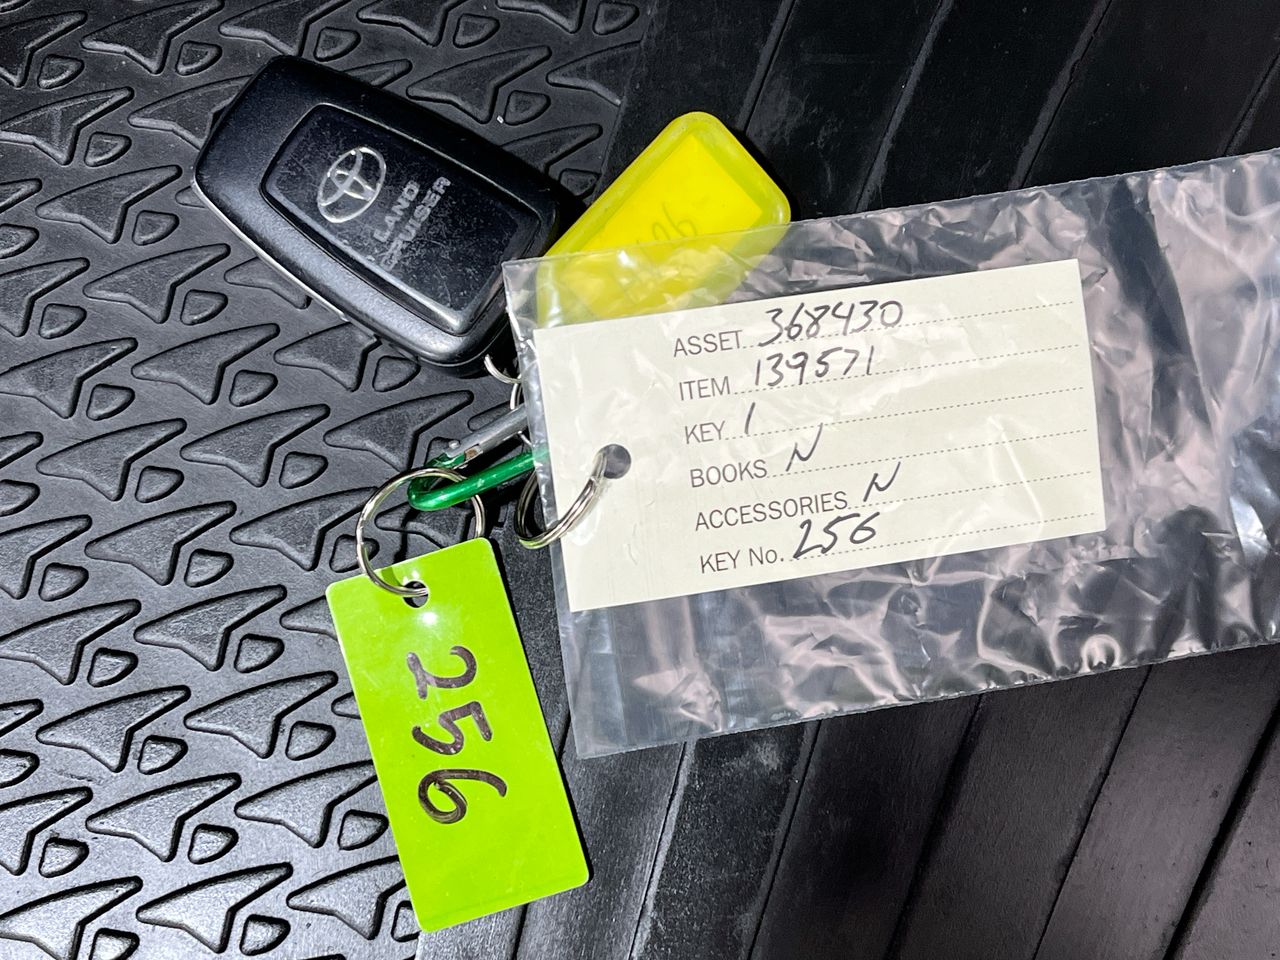 LAND
CRUISER
ASSET 368430
ITEM 139571
KEY 1
BOOKS N
ACCESSORIES N
KEY No. 256
256